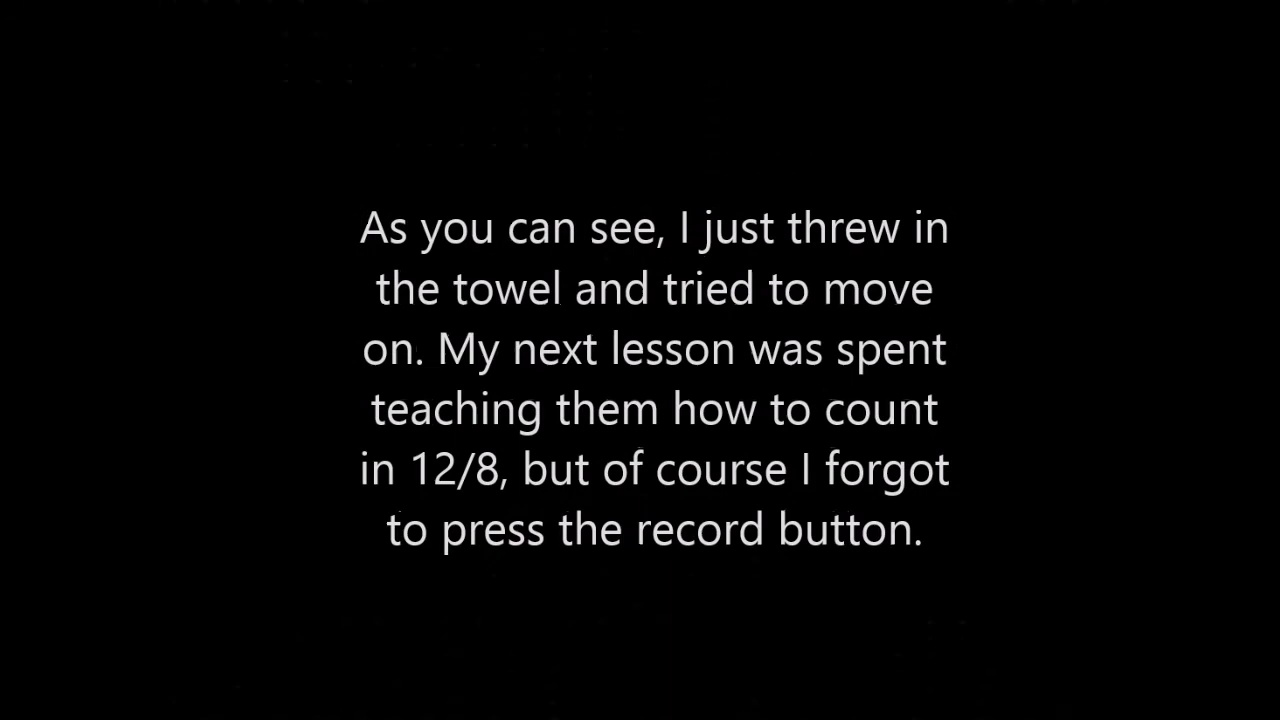 As you can see, I just threw in
the towel and tried to move
on. My next lesson was spent
teaching them how to count
in 12/8, but of course I forgot
to press the record button.